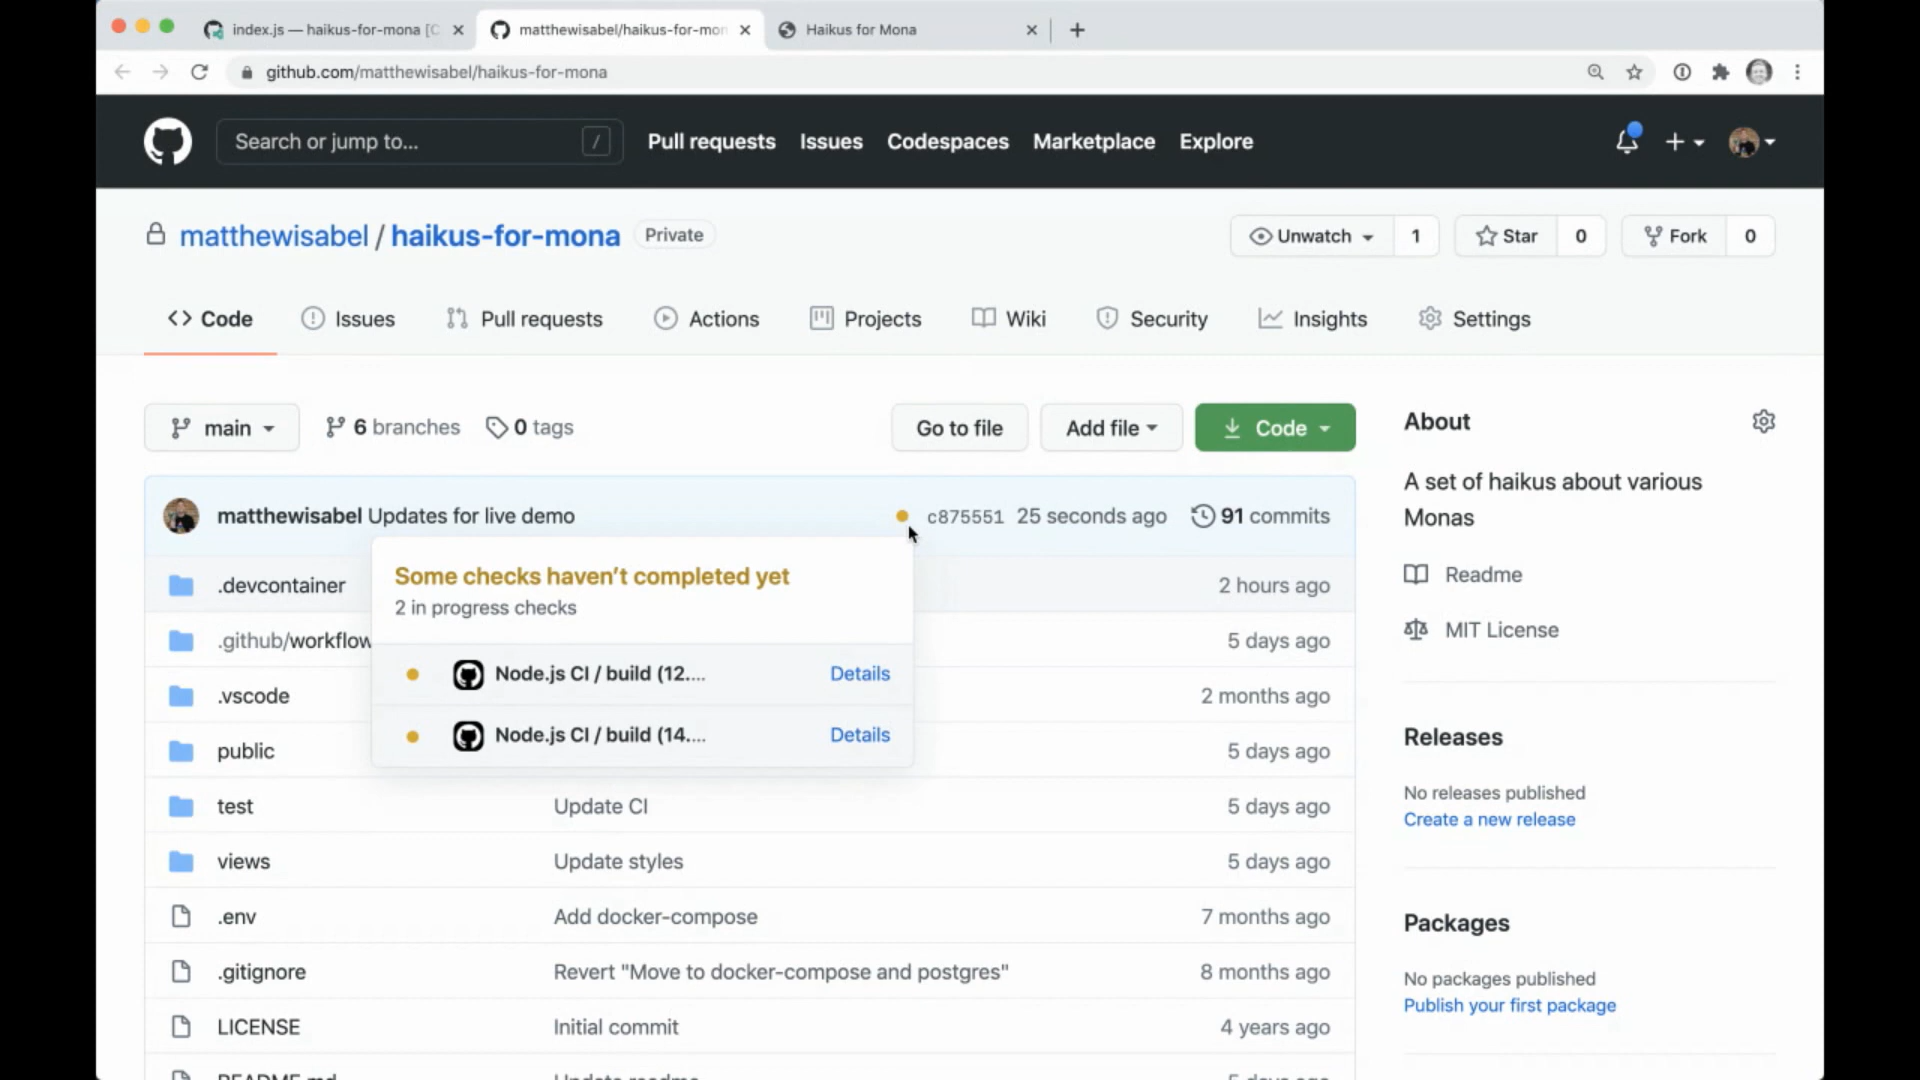 index.js — haikus-for-mona [C
matthewisabel/haikus-for-mon
Haikus for Mona
github.com/matthewisabel/haikus-for-mona
Search or jump to... /
Pull requests Issues Codespaces Marketplace Explore
matthewisabel / haikus-for-mona Private
Unwatch 1 Star 0 Fork 0
Code Issues Pull requests Actions Projects Wiki Security Insights Settings
main 6 branches 0 tags Go to file Add file Code
matthewisabel Updates for live demo c875551 25 seconds ago 91 commits
Some checks haven't completed yet
2 in progress checks
Node.js CI / build (12.... Details
Node.js CI / build (14.... Details
.devcontainer 2 hours ago
.github/workflow 5 days ago
.vscode 2 months ago
public 5 days ago
test Update CI 5 days ago
views Update styles 5 days ago
.env Add docker-compose 7 months ago
.gitignore Revert "Move to docker-compose and postgres" 8 months ago
LICENSE Initial commit 4 years ago
README.md Update readme 5 days ago
About
A set of haikus about various
Monas
Readme
MIT License
Releases
No releases published
Create a new release
Packages
No packages published
Publish your first package